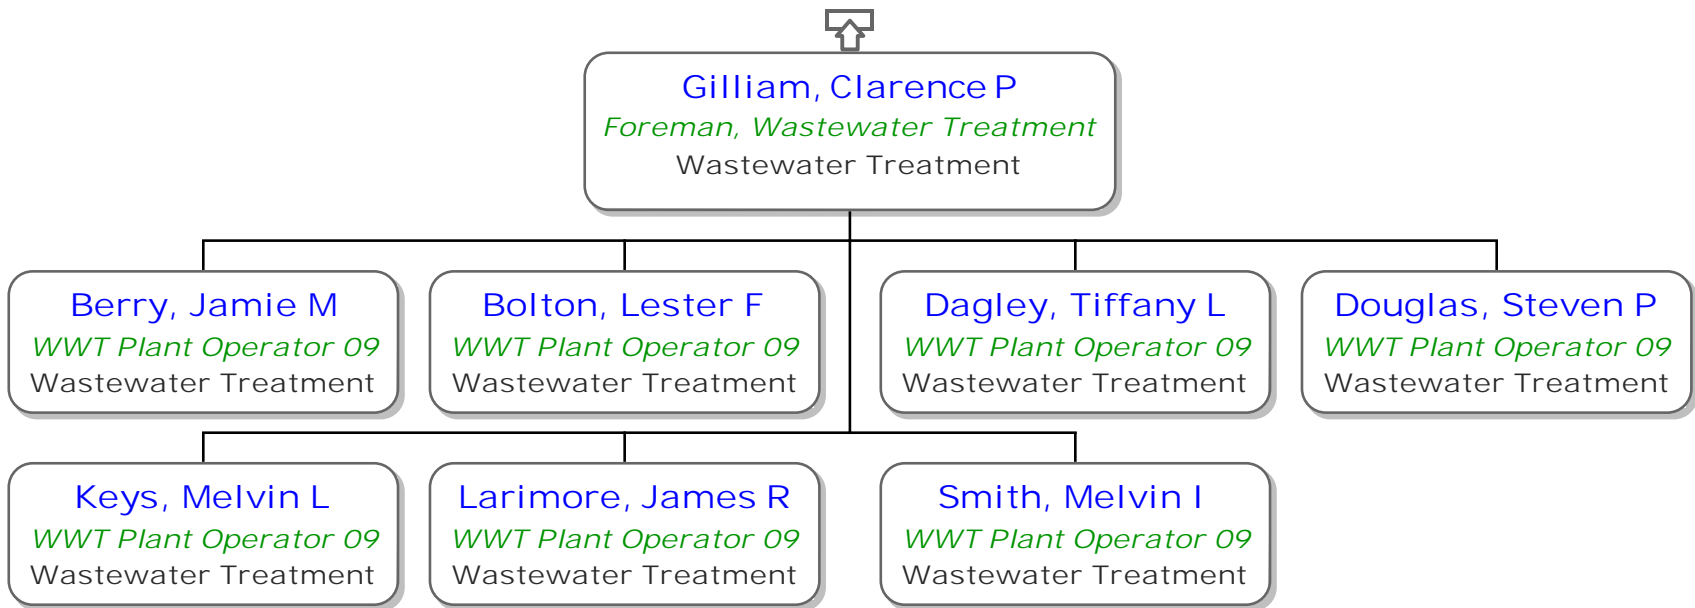 Gilliam, Clarence P
Foreman, Wastewater Treatment
Wastewater Treatment
Berry, Jamie M
WWT Plant Operator 09
Wastewater Treatment
Bolton, Lester F
WWT Plant Operator 09
Wastewater Treatment
Dagley, Tiffany L
WWT Plant Operator 09
Wastewater Treatment
Douglas, Steven P
WWT Plant Operator 09
Wastewater Treatment
Keys, Melvin L
WWT Plant Operator 09
Wastewater Treatment
Larimore, James R
WWT Plant Operator 09
Wastewater Treatment
Smith, Melvin I
WWT Plant Operator 09
Wastewater Treatment